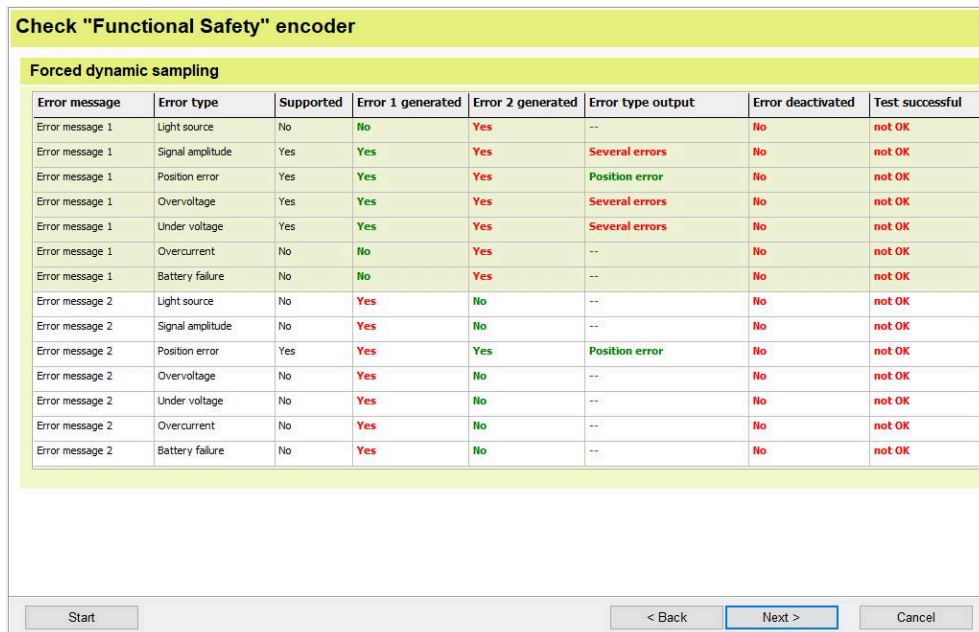 Check "Functional Safety" encoder
Forced dynamic sampling
Error message Error type Supported Error 1 generated Error 2 generated Error type output Error deactivated Test successful
Error message 1 Light source No No Yes -- No not OK
Error message 1 Signal amplitude Yes Yes Yes Several errors No not OK
Error message 1 Position error Yes Yes Yes Position error No not OK
Error message 1 Overvoltage Yes Yes Yes Several errors No not OK
Error message 1 Under voltage Yes Yes Yes Several errors No not OK
Error message 1 Overcurrent No No Yes -- No not OK
Error message 1 Battery failure No No Yes -- No not OK
Error message 2 Light source No Yes No -- No not OK
Error message 2 Signal amplitude No Yes No -- No not OK
Error message 2 Position error Yes Yes Yes Position error No not OK
Error message 2 Overvoltage No Yes No -- No not OK
Error message 2 Under voltage No Yes No -- No not OK
Error message 2 Overcurrent No Yes No -- No not OK
Error message 2 Battery failure No Yes No -- No not OK
Start < Back Next > Cancel